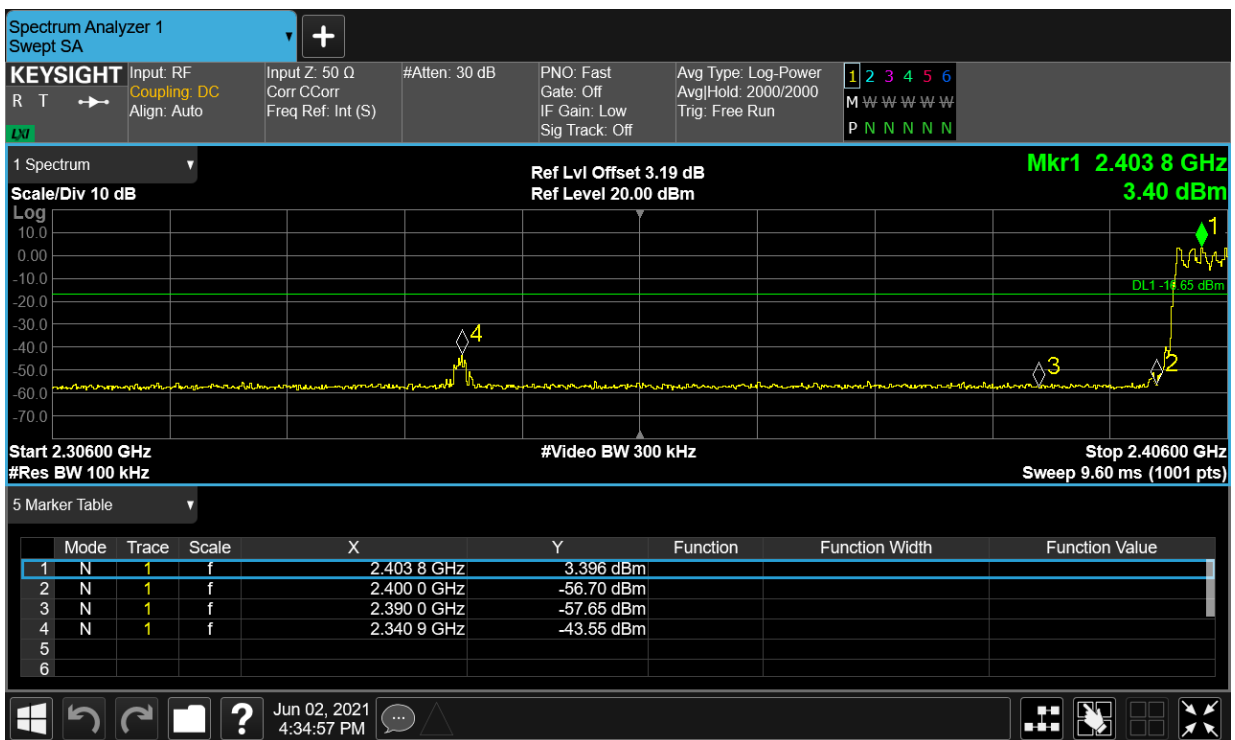 Spectrum Analyzer 1
Swept SA
KEYSIGHT Input: RF Input Z: 50 Ω #Atten: 30 dB PNO: Fast Avg Type: Log-Power 1 2 3 4 5 6
R T Coupling: DC Corr CCorr Gate: Off Avg|Hold: 2000/2000 M W W W W W
Align: Auto Freq Ref: Int (S) IF Gain: Low Trig: Free Run
LXI Sig Track: Off P N N N N N
1 Spectrum Ref Lvl Offset 3.19 dB Mkr1 2.403 8 GHz
Scale/Div 10 dB Ref Level 20.00 dBm 3.40 dBm
Log
10.0 1
0.00
-10.0
DL1 -16.65 dBm
-20.0
-30.0 4
-40.0
-50.0 3 2
-60.0
-70.0
Start 2.30600 GHz #Video BW 300 kHz Stop 2.40600 GHz
#Res BW 100 kHz Sweep 9.60 ms (1001 pts)
5 Marker Table
Mode Trace Scale X Y Function Function Width Function Value
1 N 1 f 2.403 8 GHz 3.396 dBm
2 N 1 f 2.400 0 GHz -56.70 dBm
3 N 1 f 2.390 0 GHz -57.65 dBm
4 N 1 f 2.340 9 GHz -43.55 dBm
5
6
? Jun 02, 2021
4:34:57 PM